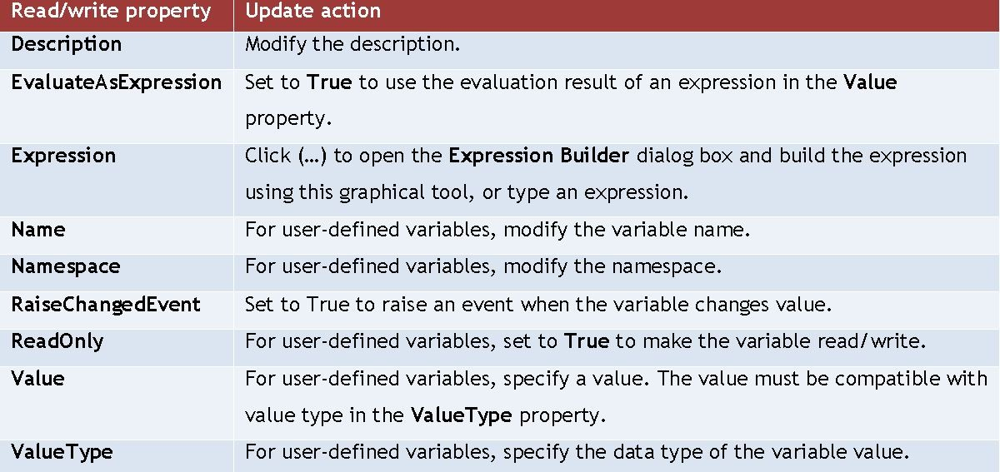 Read/write property Update action
Description Modify the description.
EvaluateAsExpression Set to True to use the evaluation result of an expression in the Value
property.
Expression Click (…) to open the Expression Builder dialog box and build the expression
using this graphical tool, or type an expression.
Name For user-defined variables, modify the variable name.
Namespace For user-defined variables, modify the namespace.
RaiseChangedEvent Set to True to raise an event when the variable changes value.
ReadOnly For user-defined variables, set to True to make the variable read/write.
Value For user-defined variables, specify a value. The value must be compatible with
value type in the ValueType property.
ValueType For user-defined variables, specify the data type of the variable value.